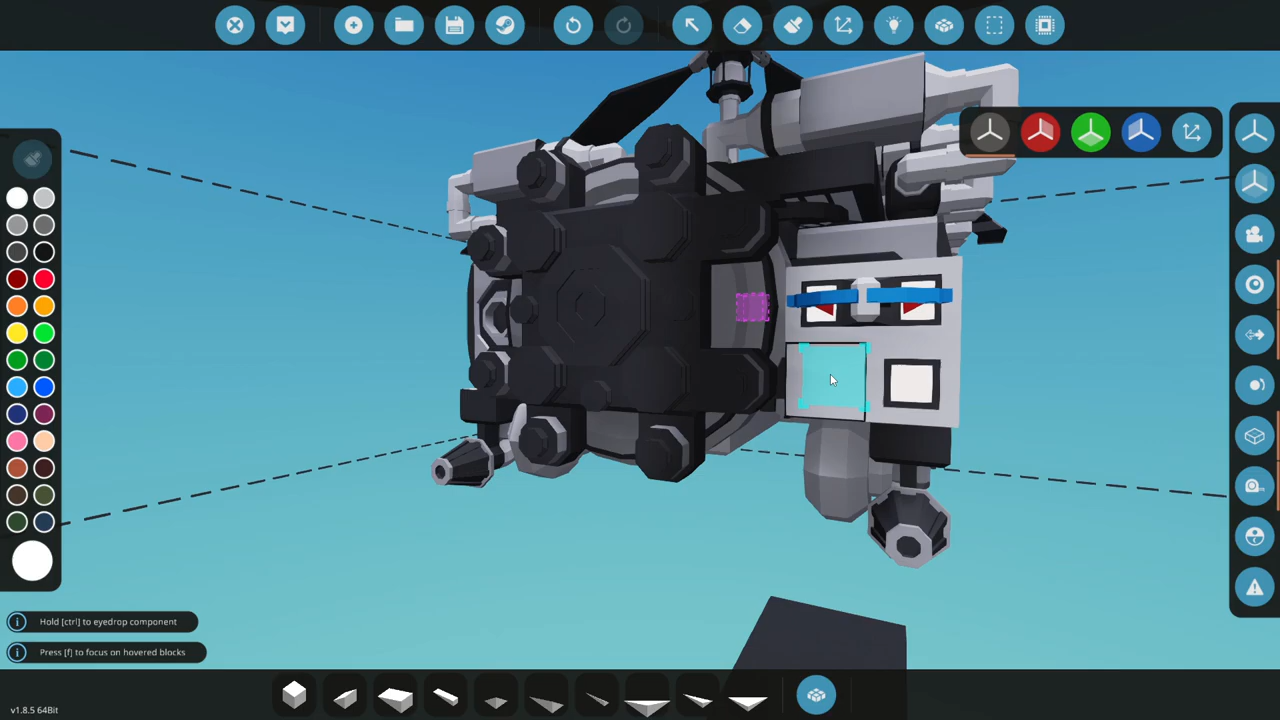 Hold [ctrl] to eyedrop component
Press [f] to focus on hovered blocks
v1.8.5 64Bit